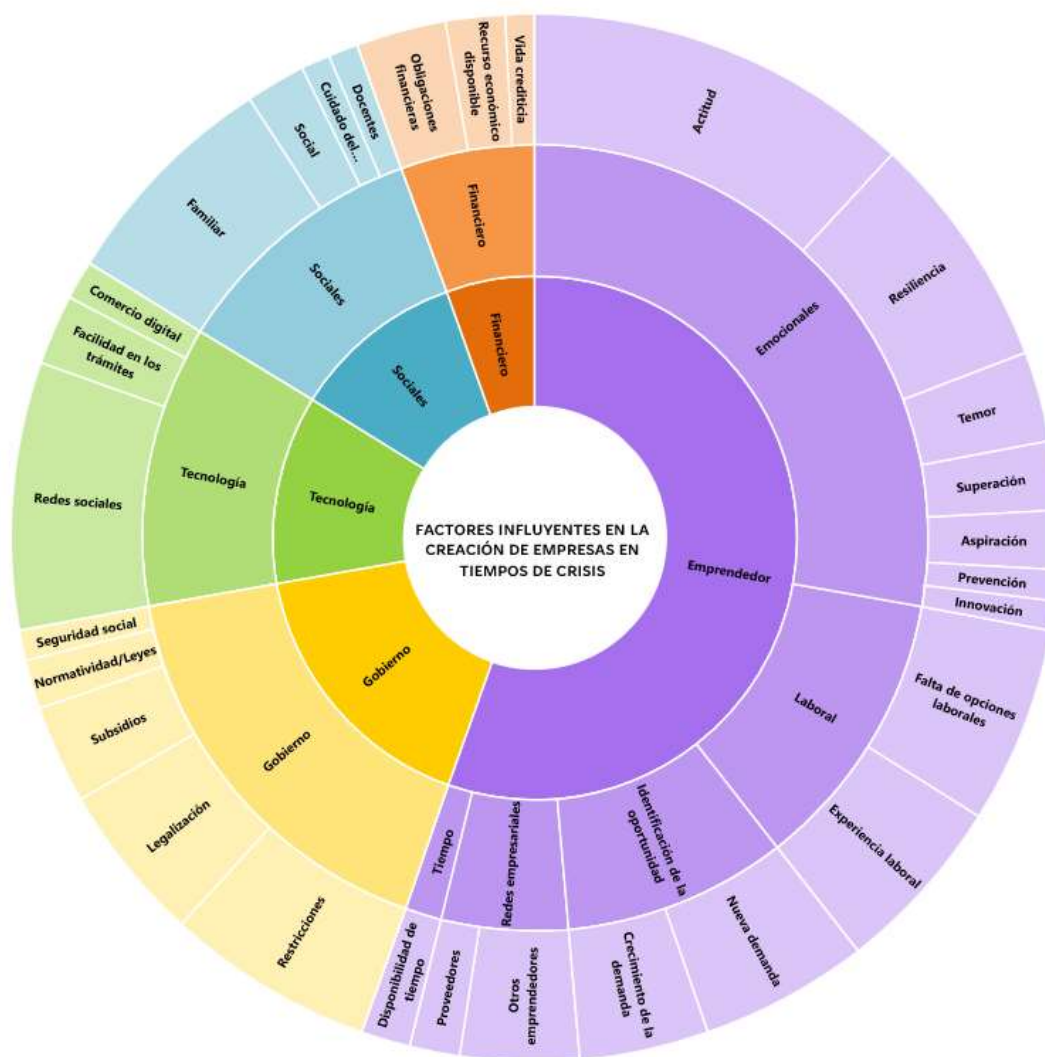 FACTORES INFLUYENTES EN LA
CREACIÓN DE EMPRESAS EN
TIEMPOS DE CRISIS
Emprendedor
Emocionales
Actitud
Resiliencia
Temor
Superación
Aspiración
Prevención
Innovación
Laboral
Falta de opciones
laborales
Experiencia laboral
Identificación de la
oportunidad
Nueva demanda
Crecimiento de la
demanda
Redes empresariales
Otros
emprendedores
Proveedores
Tiempo
Disponibilidad de
tiempo
Gobierno
Gobierno
Restricciones
Legalización
Subsidios
Normatividad/Leyes
Seguridad social
Tecnología
Tecnología
Redes sociales
Facilidad en los
trámites
Comercio digital
Sociales
Sociales
Familiar
Social
Cuidado del...
Docentes
Financiero
Financiero
Obligaciones
financieras
Recurso económico
disponible
Vida crediticia